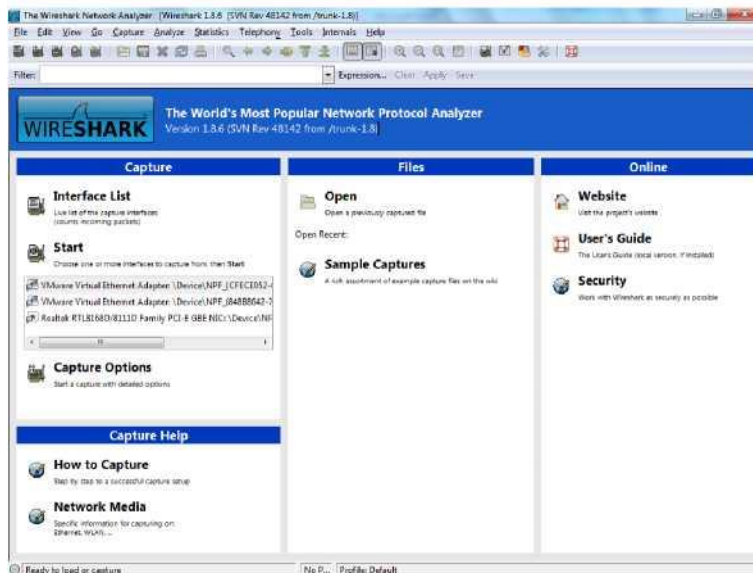 The Wireshark Network Analyzer [Wireshark 1.8.6 (SVN Rev 48142 from /trunk-1.8)]
File Edit View Go Capture Analyze Statistics Telephony Tools Internals Help
Filter: Expression... Clear Apply Save
WIRESHARK
The World's Most Popular Network Protocol Analyzer
Version 1.8.6 (SVN Rev 48142 from /trunk-1.8)
Capture
Interface List
Live list of the capture interfaces
(counts incoming packets)
Start
Choose one or more interfaces to capture from, then Start
VMware Virtual Ethernet Adapter: \Device\NPF_
VMware Virtual Ethernet Adapter: \Device\NPF_
Realtek RTL8168D/8111D Family PCI-E GBE NIC: \Device\NF
Capture Options
Start a capture with detailed options
Capture Help
How to Capture
Step by step to a successful capture setup
Network Media
Specific information for capturing on:
Ethernet, WLAN, ...
Files
Open
Open a previously captured file
Open Recent:
Sample Captures
A rich assortment of example capture files on the wiki
Online
Website
Visit the project's website
User's Guide
The User's Guide (local version, if installed)
Security
Work with Wireshark as securely as possible
Ready to load or capture
No P... Profile: Default